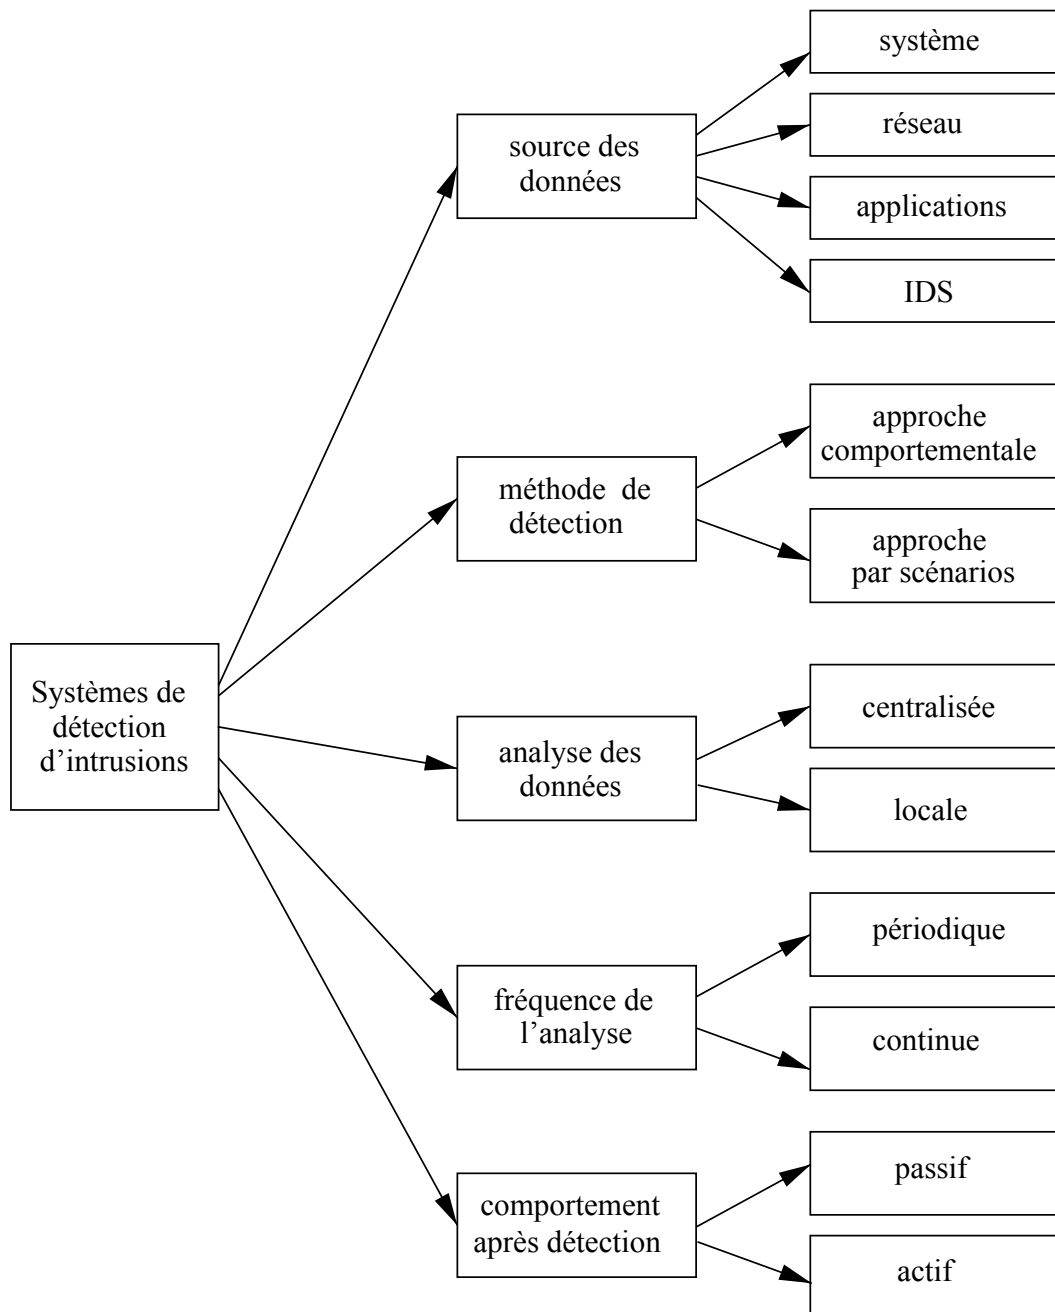 Systèmes de
détection
d’intrusions
source des
données
système
réseau
applications
IDS
méthode de
détection
approche
comportementale
approche
par scénarios
analyse des
données
centralisée
locale
fréquence de
l’analyse
périodique
continue
comportement
après détection
passif
actif